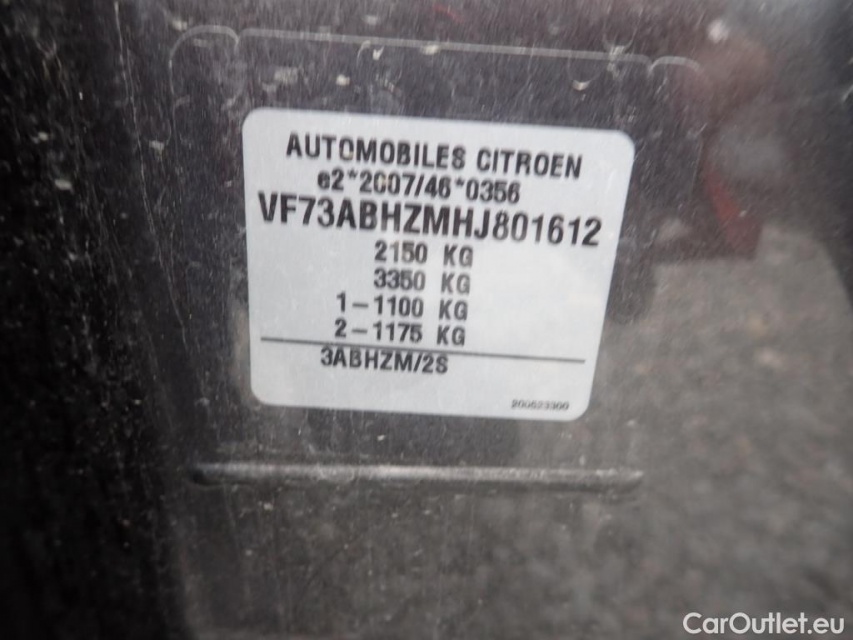 AUTOMOBILES CITROEN
e2*2007/46*0356
VF73ABHZMHJ801612
2150 KG
3350 KG
1-1100 KG
2-1175 KG
3ABHZM/2S
CarOutlet.eu